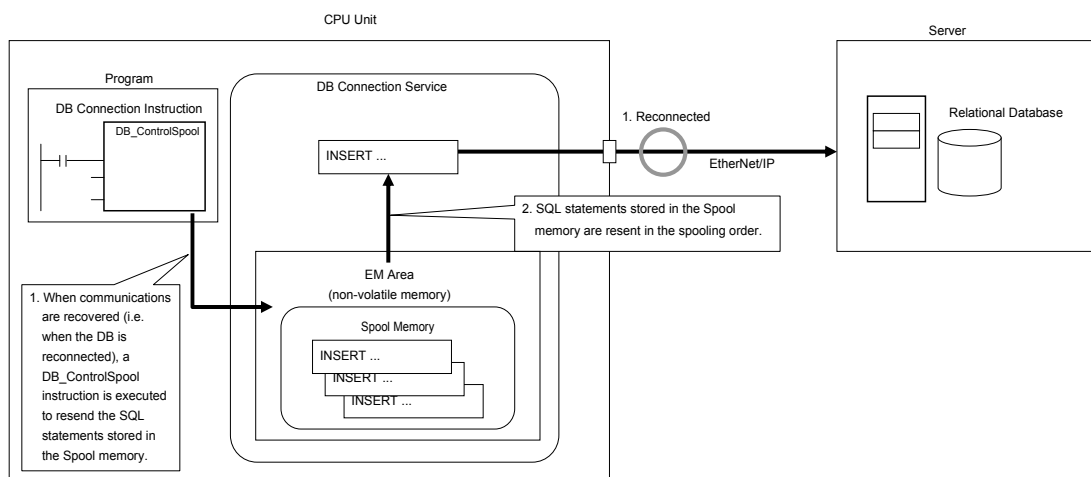 CPU Unit
Server
Program
DB Connection Instruction
DB_ControlSpool
DB Connection Service
INSERT ...
1. Reconnected
EtherNet/IP
Relational Database
2. SQL statements stored in the Spool
memory are resent in the spooling order.
EM Area
(non-volatile memory)
Spool Memory
INSERT ...
INSERT ...
INSERT ...
1. When communications
are recovered (i.e.
when the DB is
reconnected), a
DB_ControlSpool
instruction is executed
to resend the SQL
statements stored in
the Spool memory.